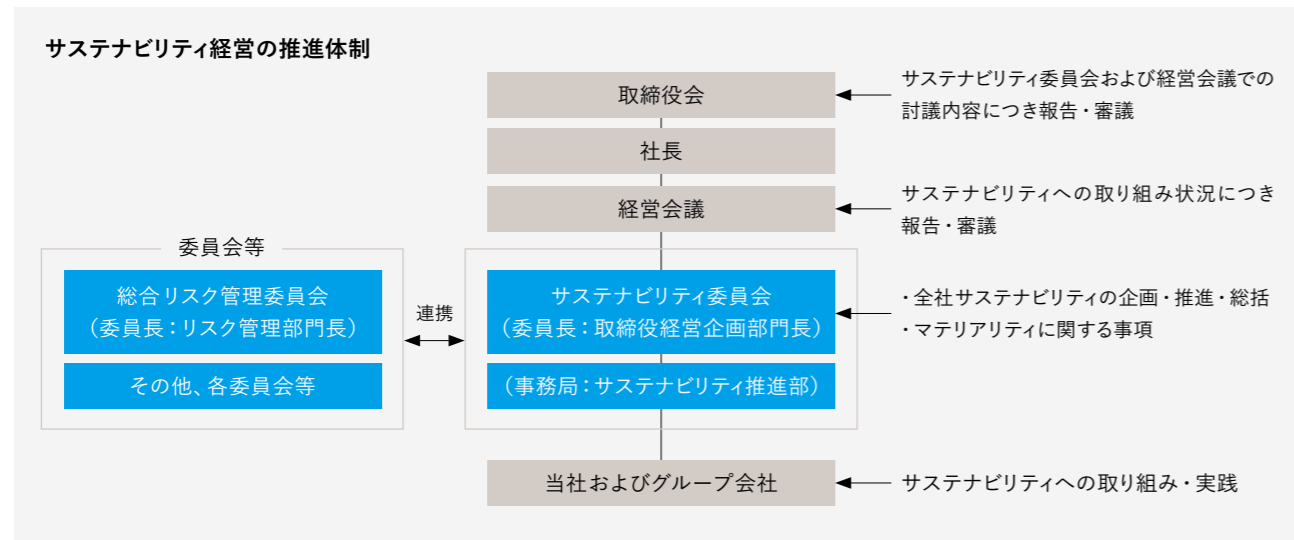 サステナビリティ経営の推進体制
取締役会
サステナビリティ委員会および経営会議での
討議内容につき報告・審議
社長
経営会議
サステナビリティへの取り組み状況につき
報告・審議
委員会等
総合リスク管理委員会
（委員長：リスク管理部門長）
その他、各委員会等
連携
サステナビリティ委員会
（委員長：取締役経営企画部門長）
（事務局：サステナビリティ推進部）
・全社サステナビリティの企画・推進・総括
・マテリアリティに関する事項
当社およびグループ会社
サステナビリティへの取り組み・実践